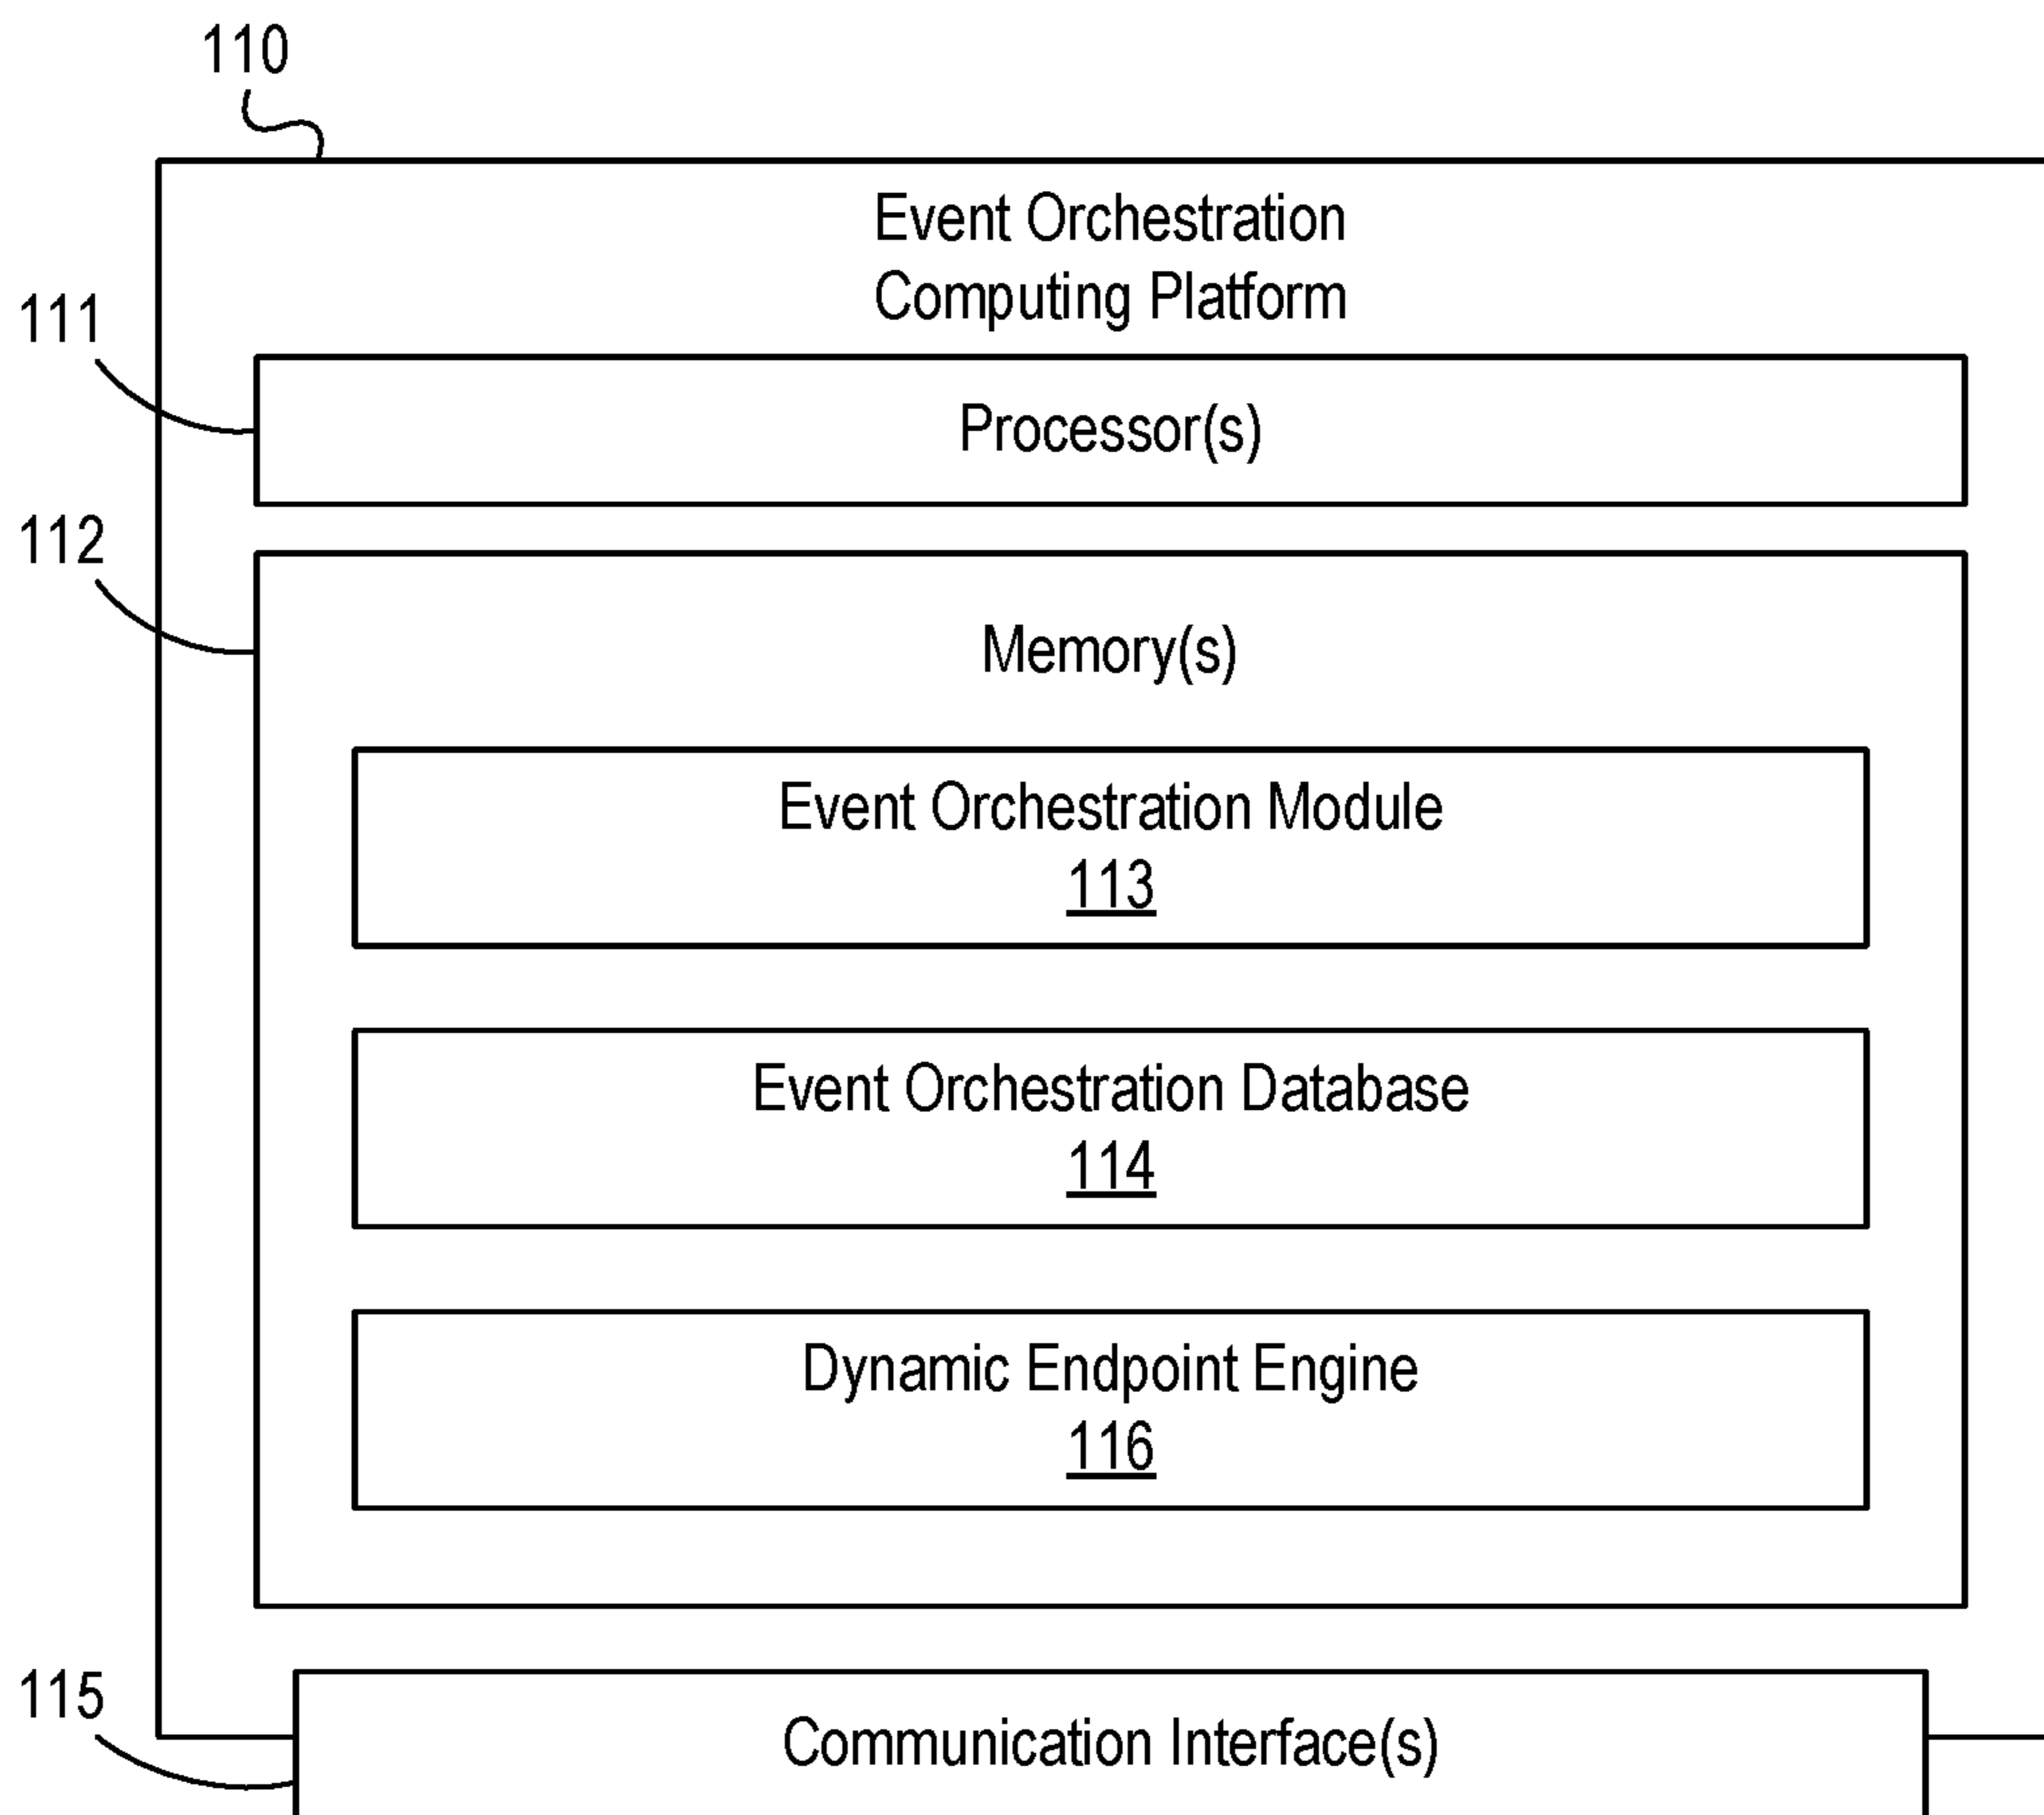 110
Event Orchestration
Computing Platform
111
Processor(s)
112
Memory(s)
Event Orchestration Module
113
Event Orchestration Database
114
Dynamic Endpoint Engine
116
115
Communication Interface(s)